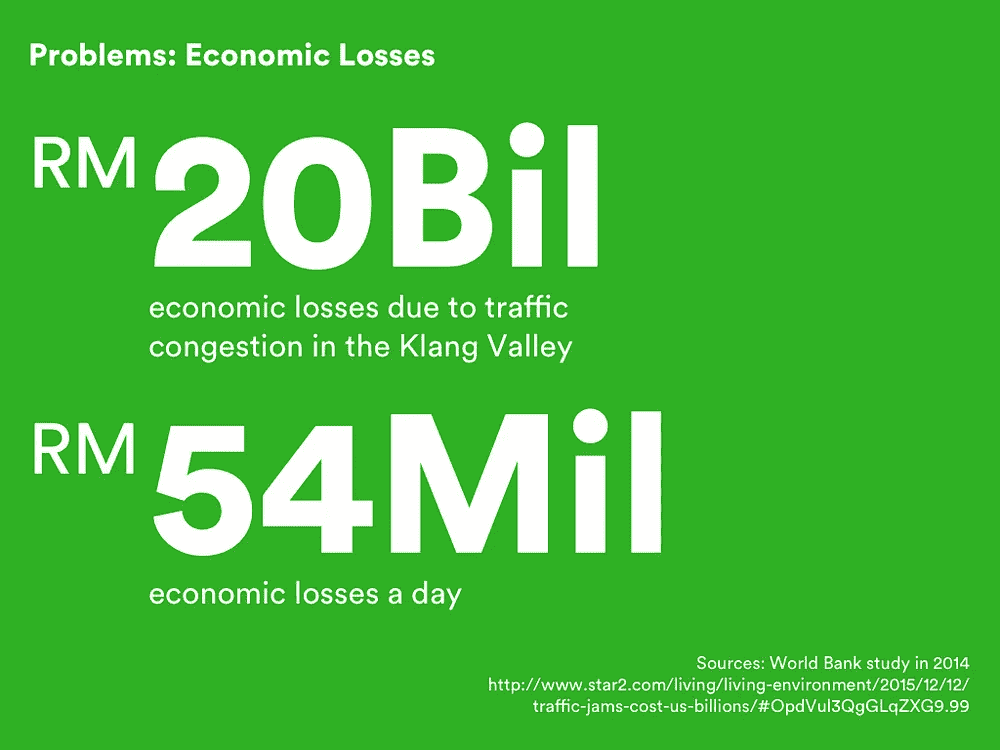 Problems: Economic Losses
RM 20Bil
economic losses due to traffic
congestion in the Klang Valley
RM 54Mil
economic losses a day
Sources: World Bank study in 2014
http://www.star2.com/living/living-environment/2015/12/12/
traffic-jams-cost-us-billions/#OpdVul3QgGLqZXG9.99